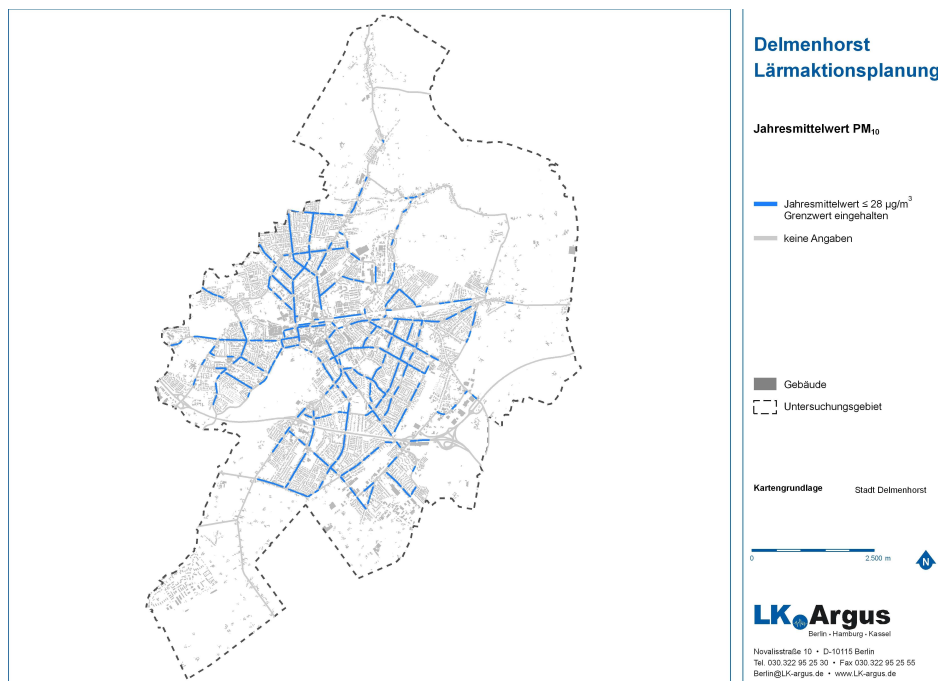 Delmenhorst
Lärmaktionsplanung
Jahresmittelwert PM₁₀
Jahresmittelwert ≤ 28 µg/m³
Grenzwert eingehalten
keine Angaben
Gebäude
Untersuchungsgebiet
Kartengrundlage Stadt Delmenhorst
0 2.500 m
N
LK Argus
Berlin - Hamburg - Kassel
Novalisstraße 10 • D-10115 Berlin
Tel. 030.322 95 25 30 • Fax 030.322 95 25 55
Berlin@LK-argus.de • www.LK-argus.de